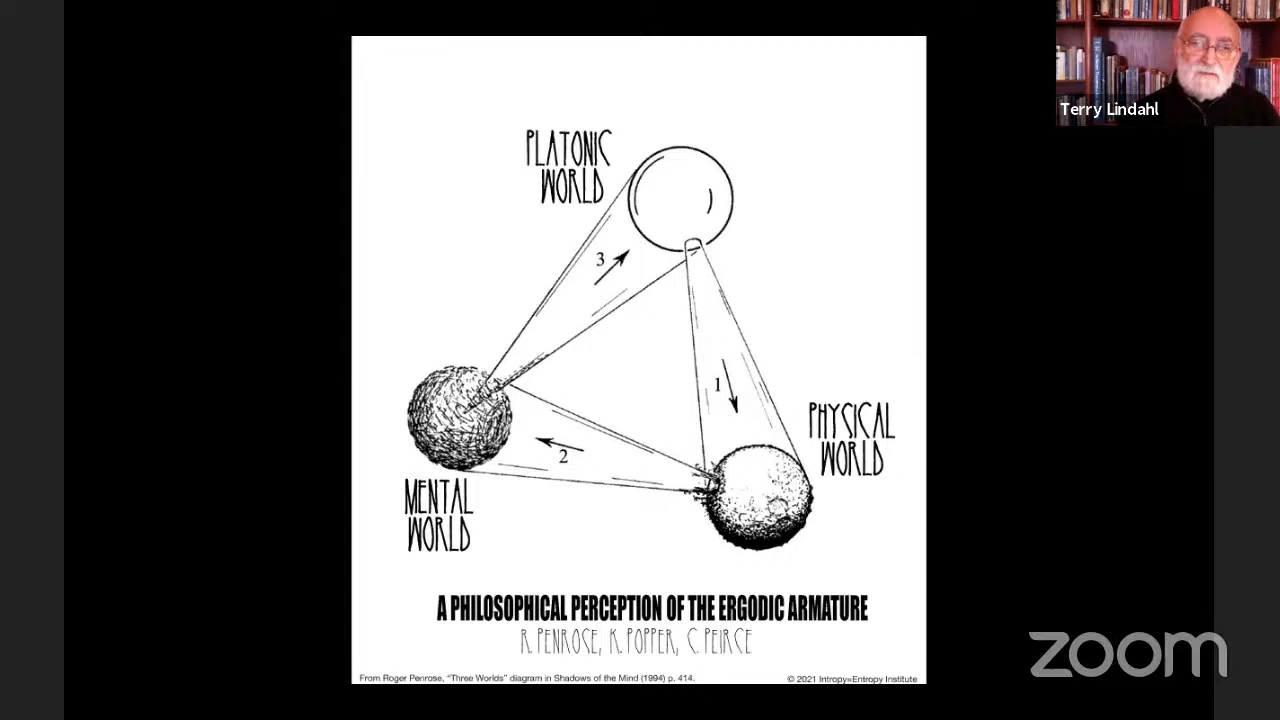 Terry Lindahl
PLATONIC
WORLD
3
1
PHYSICAL
WORLD
2
MENTAL
WORLD
A PHILOSOPHICAL PERCEPTION OF THE ERGODIC ARMATURE
R. PENROSE, K. POPPER, C. PEIRCE
From Roger Penrose, “Three Worlds” diagram in Shadows of the Mind (1994) p. 414.
© 2021 Intropy=Entropy Institute
zoom